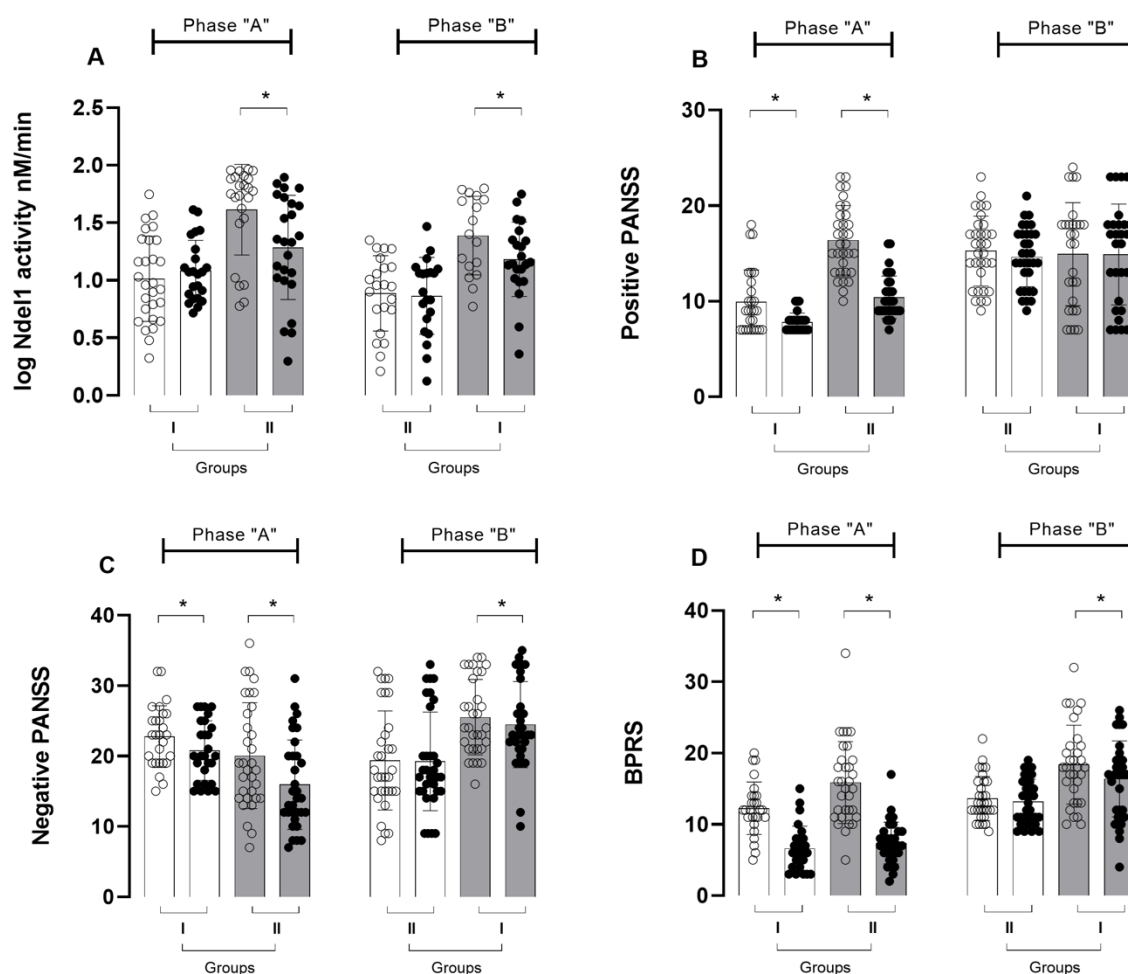 Phase "A"
Phase "B"
A
log Ndel1 activity nM/min
2.5
2.0
1.5
1.0
0.5
0.0
*
*
I
II
II
I
Groups
Groups
Phase "A"
Phase "B"
B
Positive PANSS
30
20
10
0
*
*
I
II
II
I
Groups
Groups
Phase "A"
Phase "B"
C
Negative PANSS
40
30
20
10
0
*
*
*
I
II
II
I
Groups
Groups
Phase "A"
Phase "B"
D
BPRS
40
30
20
10
0
*
*
*
I
II
II
I
Groups
Groups